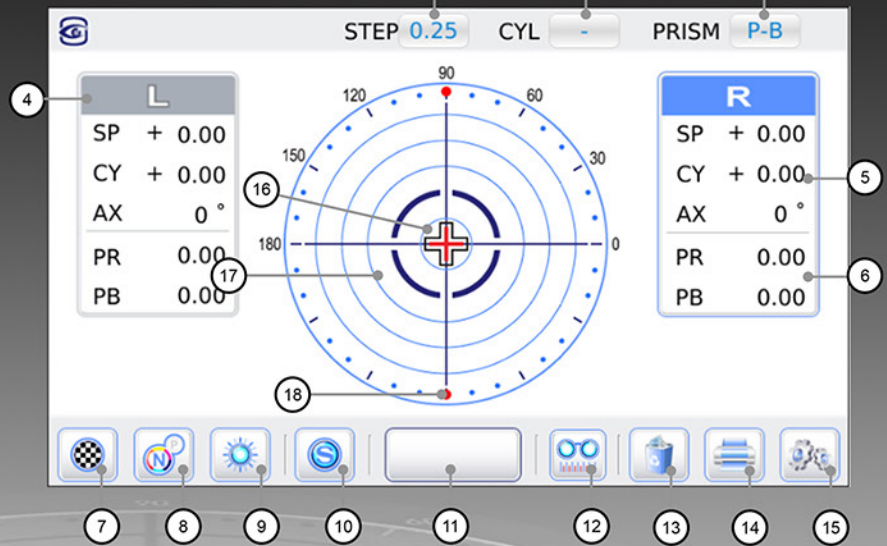 STEP 0.25 CYL - PRISM P-B
4
L
SP + 0.00
CY + 0.00
AX 0 °
PR 0.00
PB 0.00
90
120
60
150
30
180
0
16
17
18
R
SP + 0.00
CY + 0.00
AX 0 °
PR 0.00
PB 0.00
5
6
N P
S
7 8 9 10 11 12 13 14 15
90